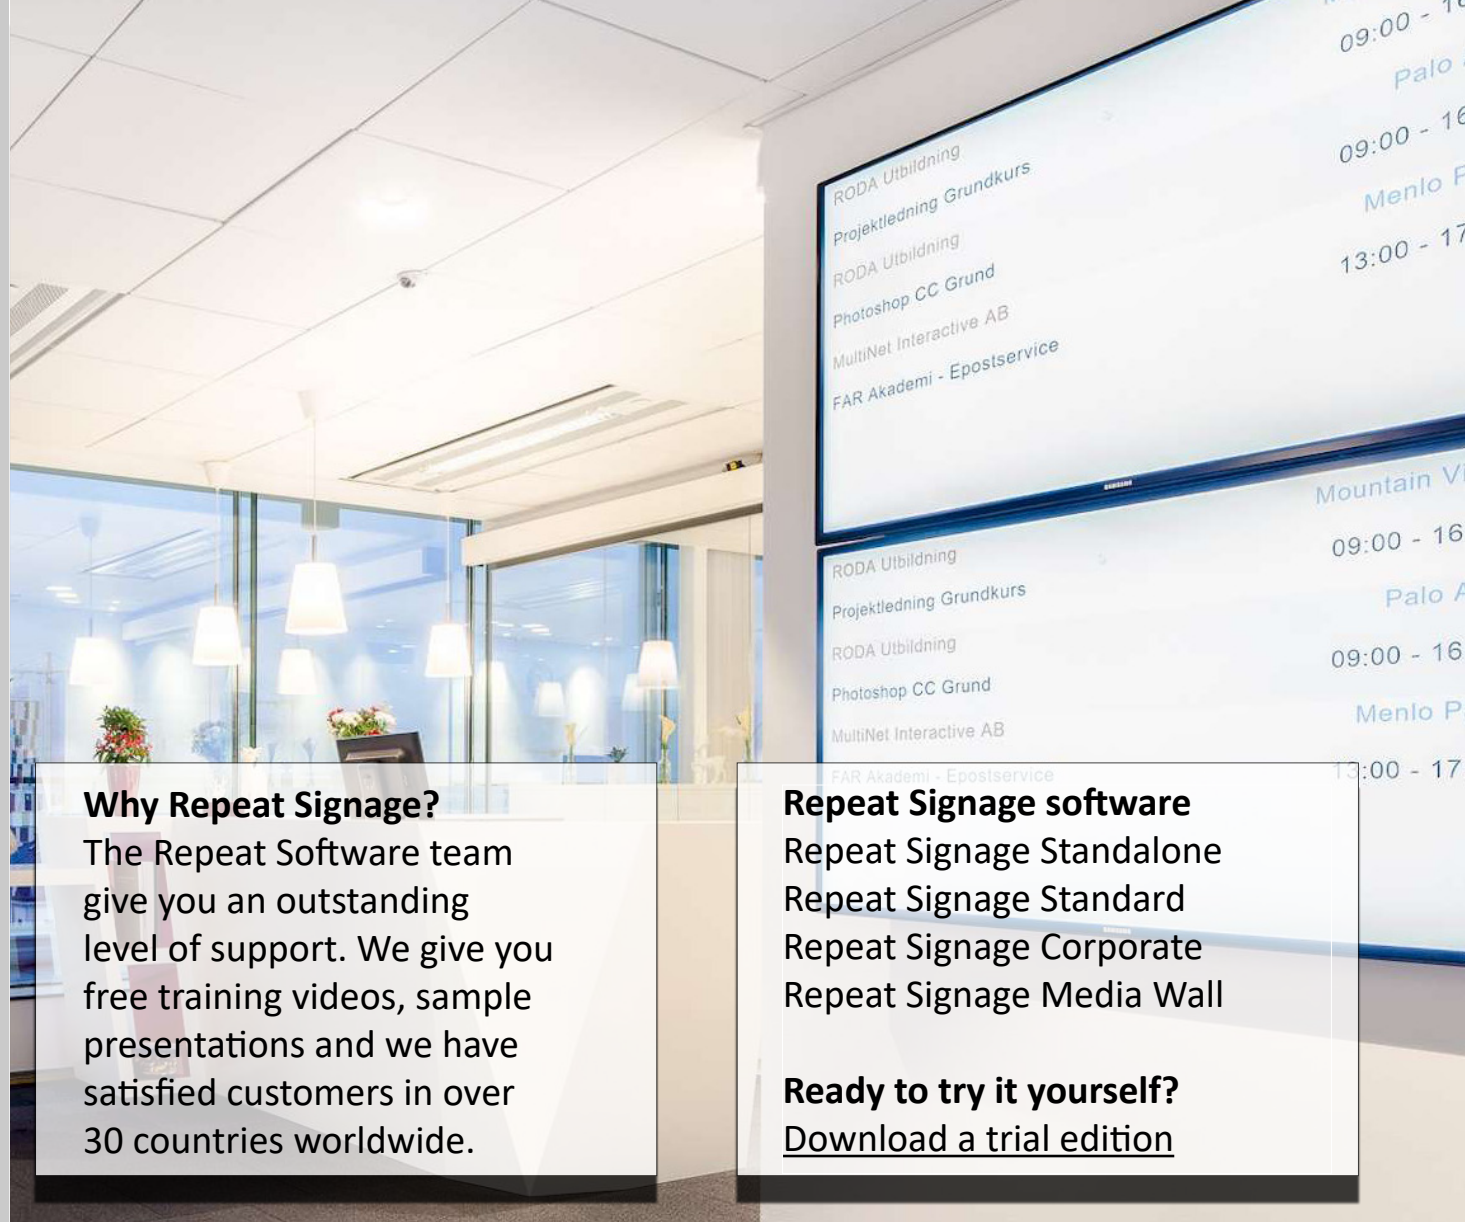 09:00 - 16
Palo
RODA Utbildning
09:00 - 16
Projektledning Grundkurs
Menlo P
RODA Utbildning
13:00 - 17
Photoshop CC Grund
MultiNet Interactive AB
FAR Akademi - Epostservice
SAMSUNG
Mountain Vi
RODA Utbildning
09:00 - 16
Projektledning Grundkurs
Palo A
RODA Utbildning
09:00 - 16
Photoshop CC Grund
Menlo P
MultiNet Interactive AB
FAR Akademi - Epostservice
13:00 - 17
SAMSUNG
Why Repeat Signage?
The Repeat Software team
give you an outstanding
level of support. We give you
free training videos, sample
presentations and we have
satisfied customers in over
30 countries worldwide.
Repeat Signage software
Repeat Signage Standalone
Repeat Signage Standard
Repeat Signage Corporate
Repeat Signage Media Wall
Ready to try it yourself?
Download a trial edition